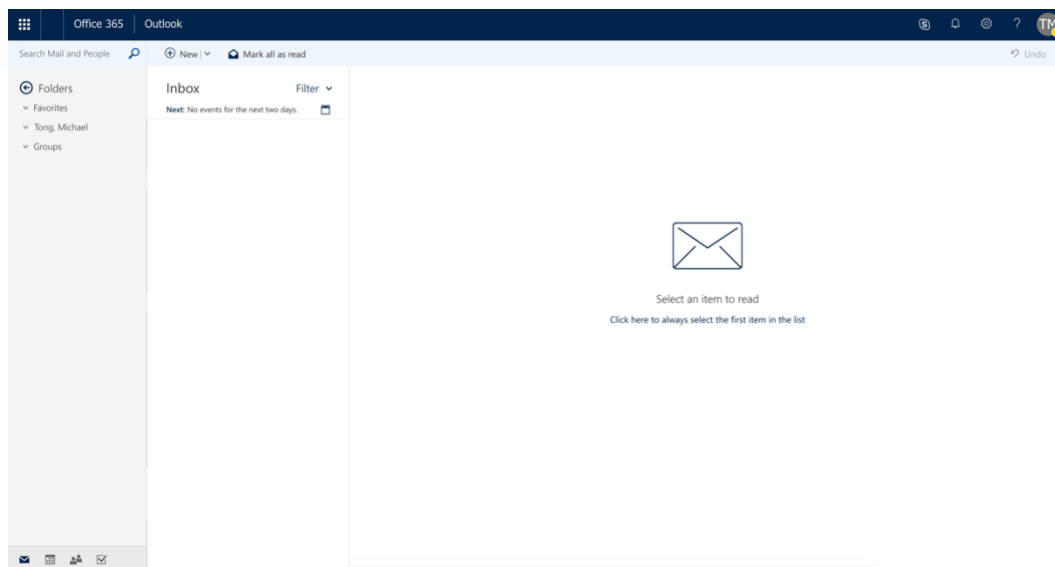 Office 365 Outlook ? TM
Search Mail and People New Mark all as read Undo
Folders
Favorites
Tong, Michael
Groups
Inbox Filter
Next: No events for the next two days.
Select an item to read
Click here to always select the first item in the list